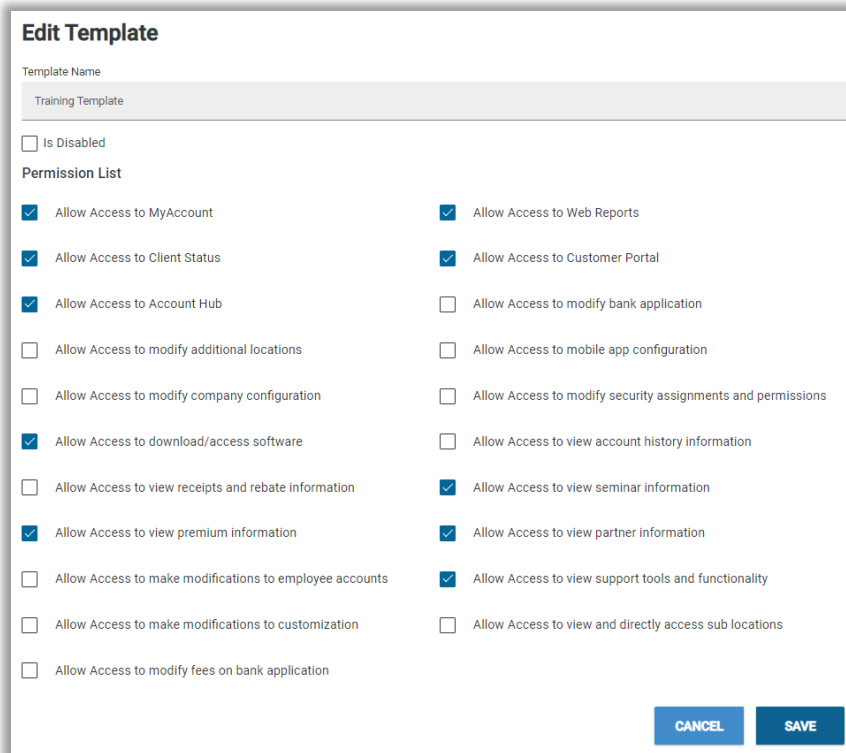 Edit Template
Template Name
Training Template
Is Disabled
Permission List
Allow Access to MyAccount
Allow Access to Web Reports
Allow Access to Client Status
Allow Access to Customer Portal
Allow Access to Account Hub
Allow Access to modify bank application
Allow Access to modify additional locations
Allow Access to mobile app configuration
Allow Access to modify company configuration
Allow Access to modify security assignments and permissions
Allow Access to download/access software
Allow Access to view account history information
Allow Access to view receipts and rebate information
Allow Access to view seminar information
Allow Access to view premium information
Allow Access to view partner information
Allow Access to make modifications to employee accounts
Allow Access to view support tools and functionality
Allow Access to make modifications to customization
Allow Access to view and directly access sub locations
Allow Access to modify fees on bank application
CANCEL
SAVE